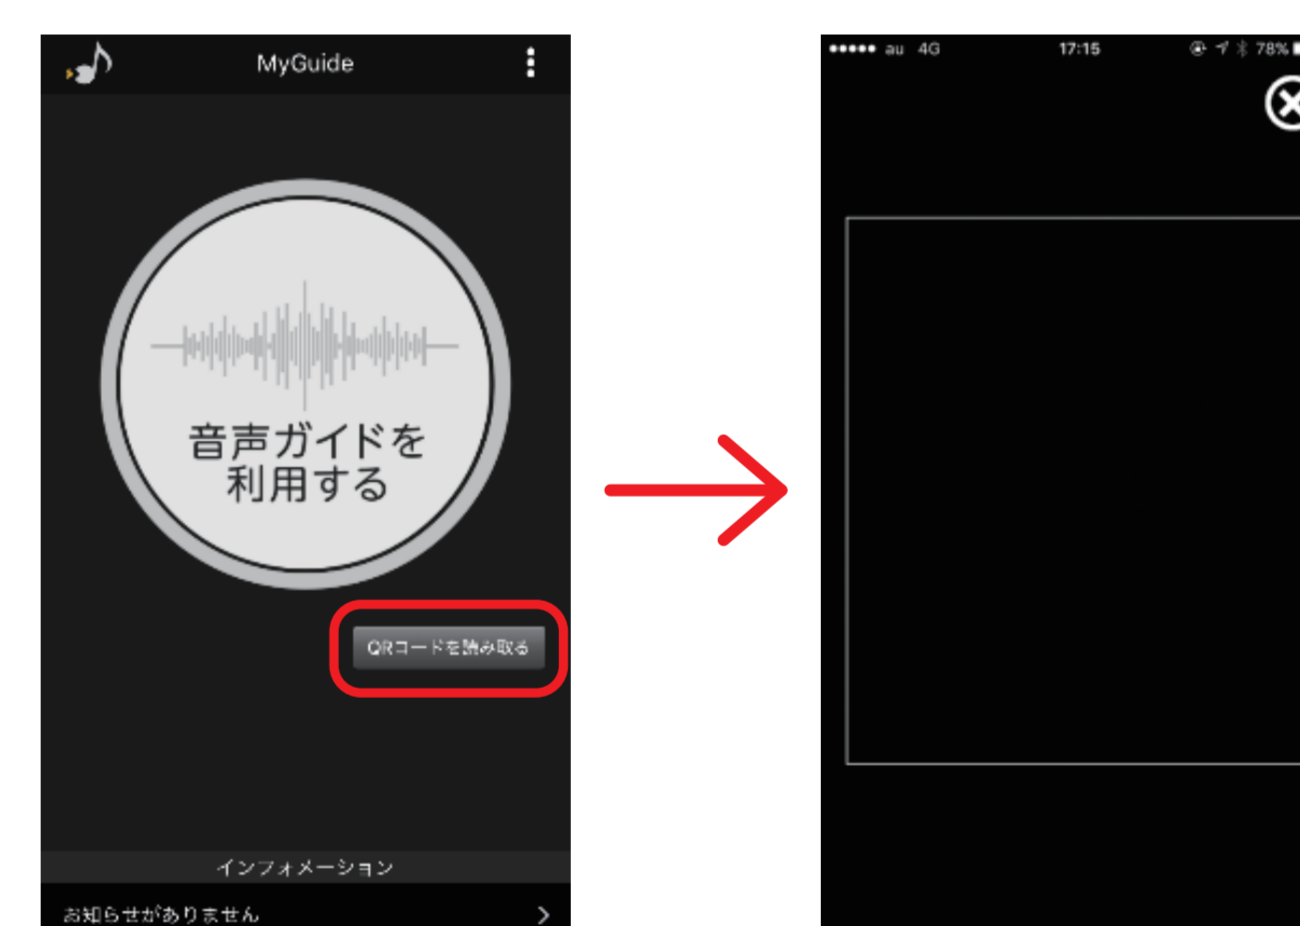 MyGuide
音声ガイドを
利用する
QRコードを読み取る
インフォメーション
お知らせがありません
au 4G 17:15 78%